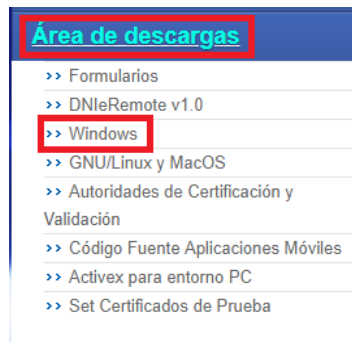 Área de descargas
>> Formularios
>> DNIeRemote v1.0
>> Windows
>> GNU/Linux y MacOS
>> Autoridades de Certificación y
Validación
>> Código Fuente Aplicaciones Móviles
>> Activex para entorno PC
>> Set Certificados de Prueba